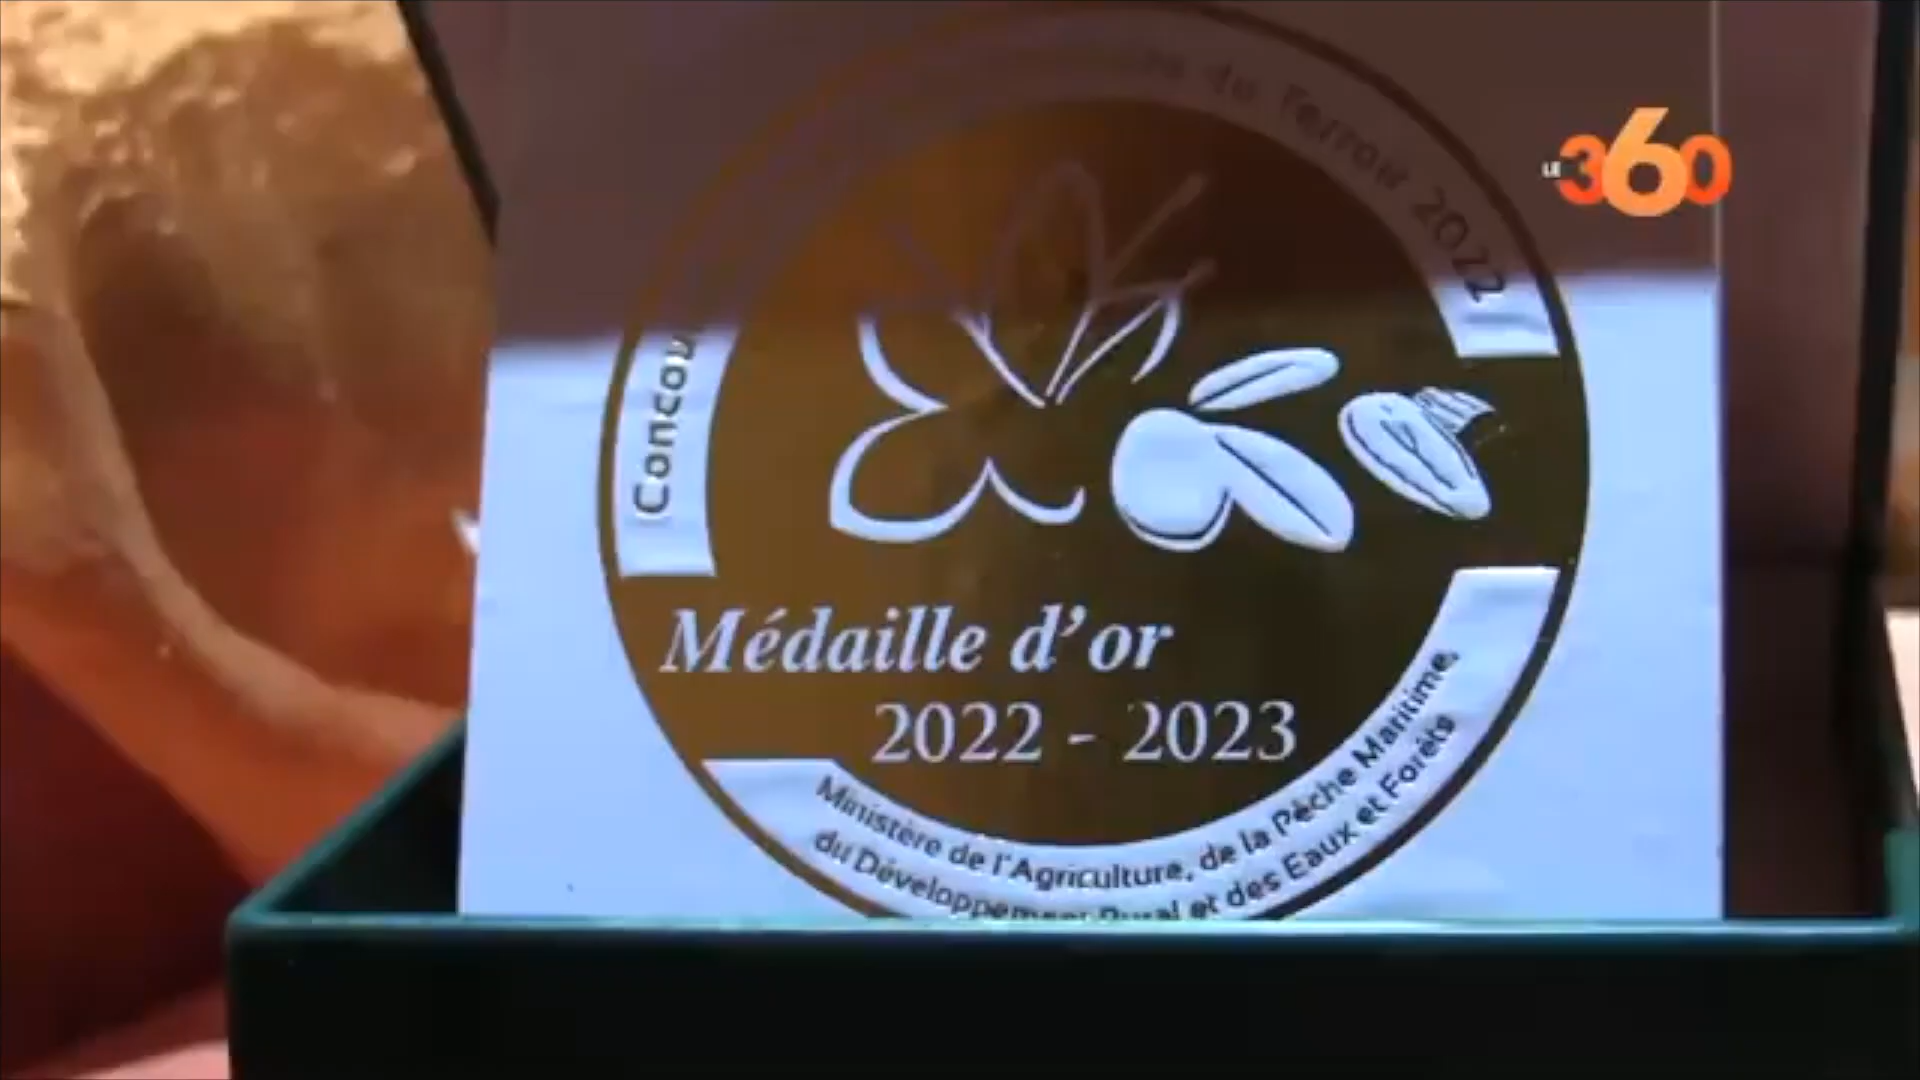 du Terroir 2022
LE 360
Médaille d'or
2022 - 2023
Ministère de l'Agriculture, de la Pêche Maritime,
du Développement Rural et des Eaux et Forêts